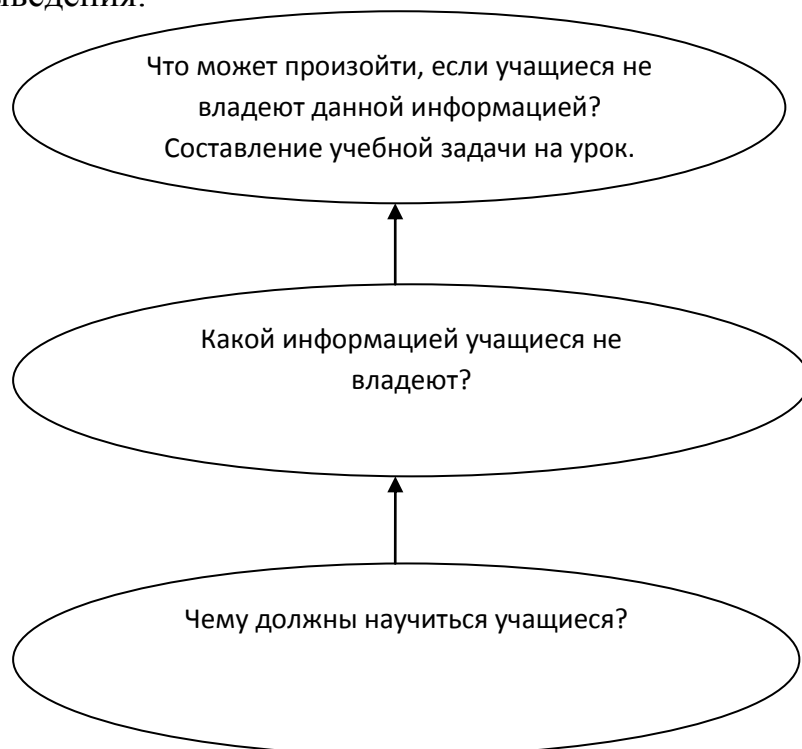 Что может произойти, если учащиеся не
владеют данной информацией?
Составление учебной задачи на урок.
Какой информацией учащиеся не
владеют?
Чему должны научиться учащиеся?